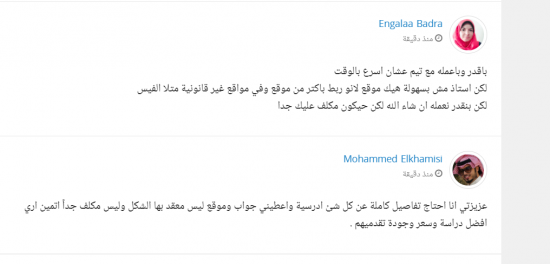 Engalaa Badra
منذ دقيقة
باقدر وباعمله مع تيم عشان اسرع بالوقت
لكن استاذ مش بسهولة هيك موقع لانو ربط باكتر من موقع وفي مواقع غير قانونية متلا الفيس
لكن بنقدر نعمله ان شاء الله لكن حيكون مكلف عليك جدا
Mohammed Elkhamisi
منذ دقيقة
عزيزتي انا احتاج تفاصيل كاملة عن كل شئ ادرسية واعطيني جواب وموقع ليس معقد بها الشكل وليس مكلف جداً اتمين اري
افضل دراسة وسعر وجودة تقدميهم .